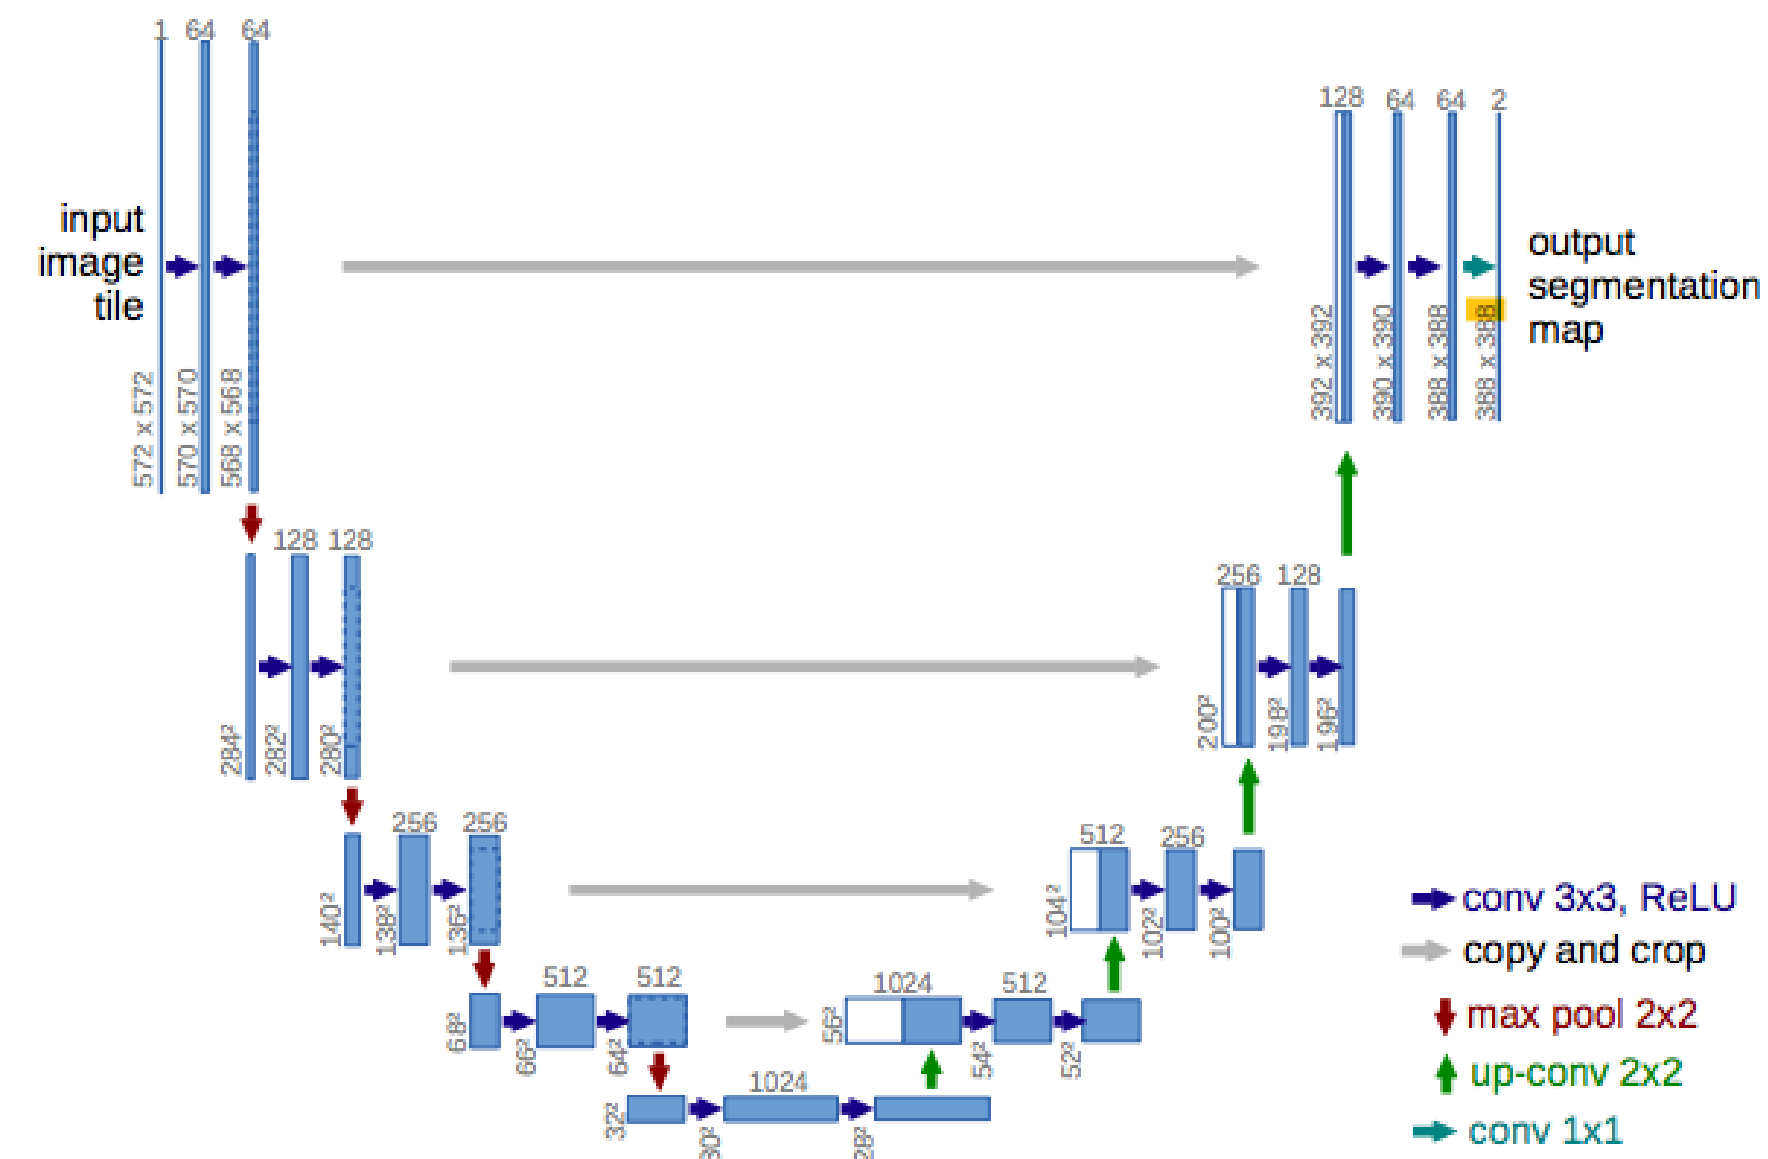 1 64 64
128 64 64 2
input
image
tile
output
segmentation
map
572 x 572
570 x 570
568 x 568
392 x 392
390 x 390
388 x 388
388 x 388
128 128
256 128
284²
282²
280²
200²
198²
196²
256 256
512 256
140²
138²
136²
104²
102²
100²
512 512
1024 512
68²
66²
64²
56²
54²
52²
1024
32²
30²
28²
conv 3x3, ReLU
copy and crop
max pool 2x2
up-conv 2x2
conv 1x1